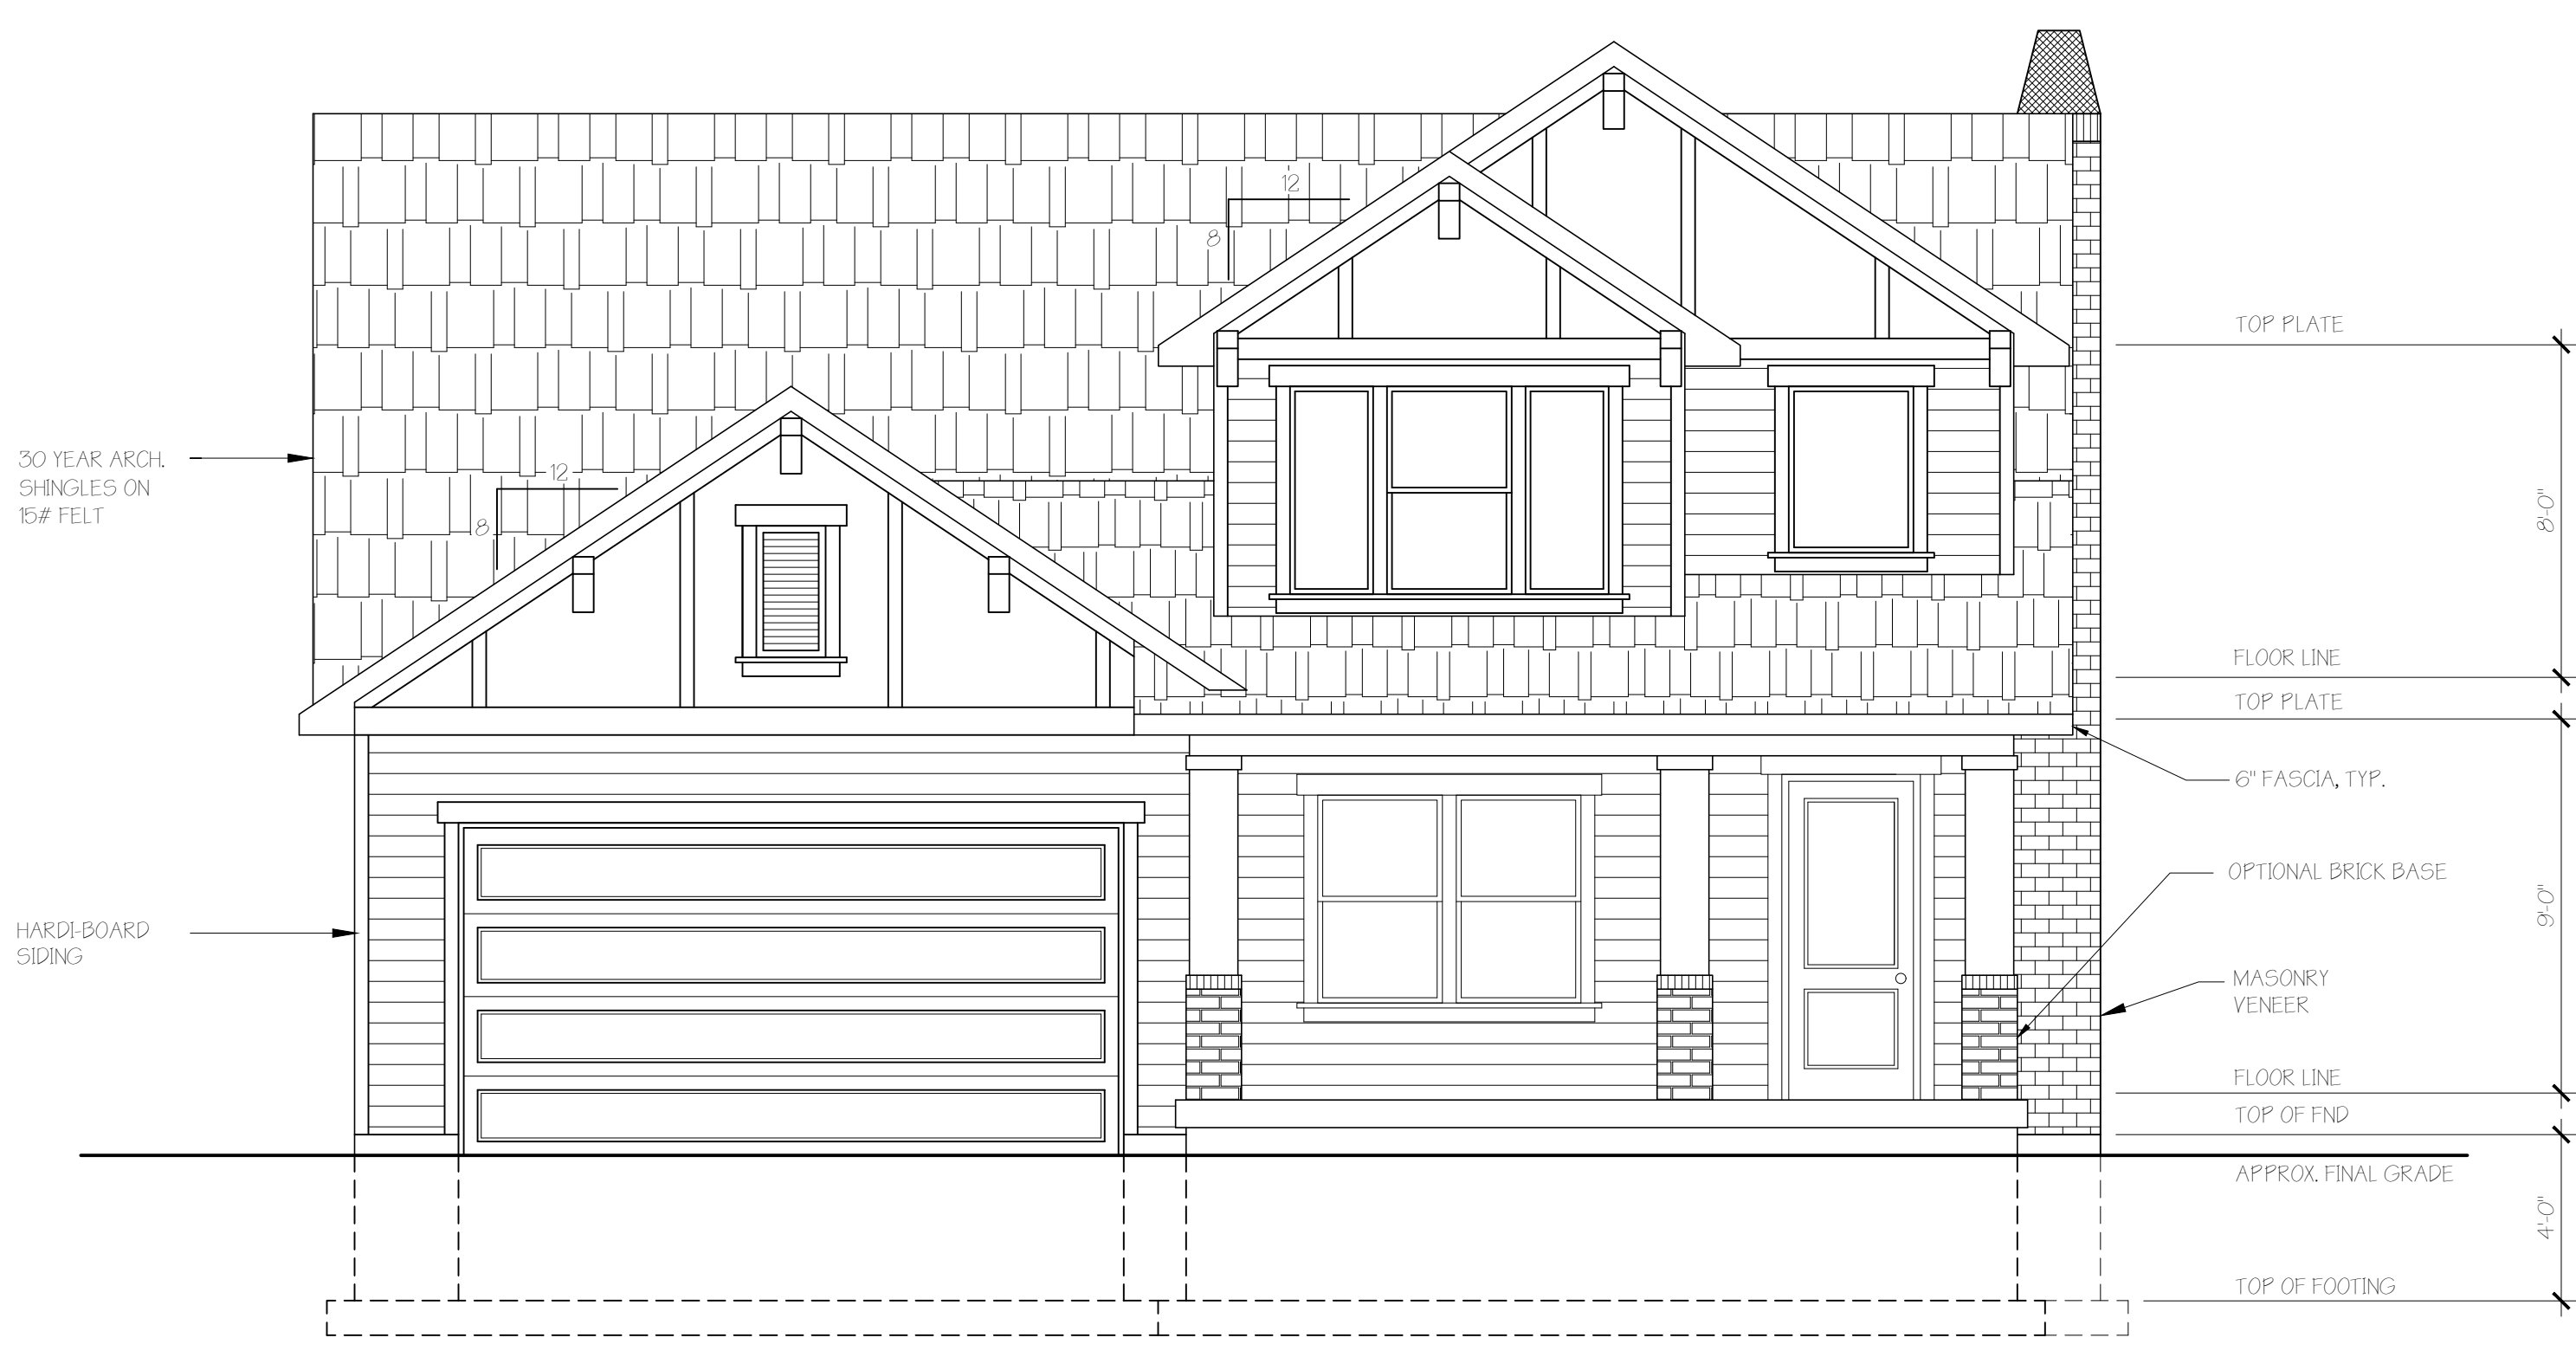 12
8
TOP PLATE
30 YEAR ARCH.
SHINGLES ON
15# FELT
12
8
8'-0"
FLOOR LINE
TOP PLATE
6" FASCIA, TYP.
OPTIONAL BRICK BASE
9'-0"
HARDI-BOARD
SIDING
MASONRY
VENEER
FLOOR LINE
TOP OF FND
APPROX. FINAL GRADE
4'-0"
TOP OF FOOTING